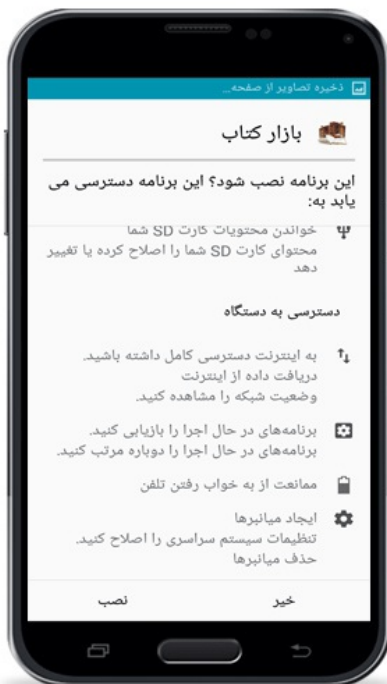 ذخیره تصاویر از صفحه...
بازار کتاب
این برنامه نصب شود؟ این برنامه دسترسی می
یابد به:
خواندن محتویات کارت SD شما
محتوای کارت SD شما را اصلاح کرده یا تغییر
دهد
دسترسی به دستگاه
به اینترنت دسترسی کامل داشته باشید.
دریافت داده از اینترنت
وضعیت شبکه را مشاهده کنید.
برنامه‌های در حال اجرا را بازیابی کنید.
برنامه‌های در حال اجرا را دوباره مرتب کنید.
ممانعت از به خواب رفتن تلفن
ایجاد میانبرها
تنظیمات سیستم سراسری را اصلاح کنید.
حذف میانبرها
خیر
نصب